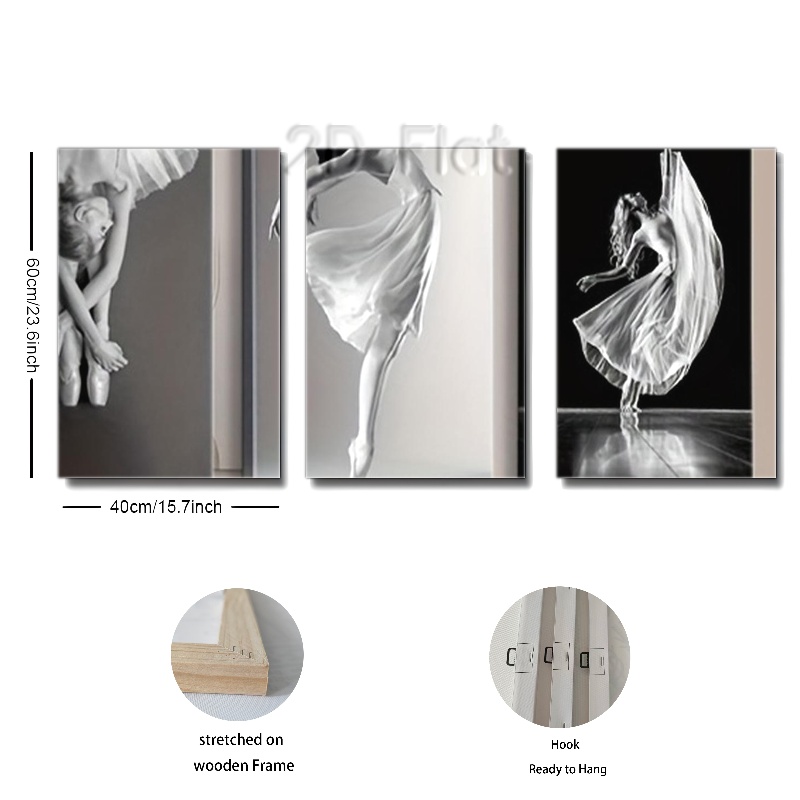 2D Flat
60cm/23.6inch
40cm/15.7inch
stretched on
wooden Frame
Hook
Ready to Hang